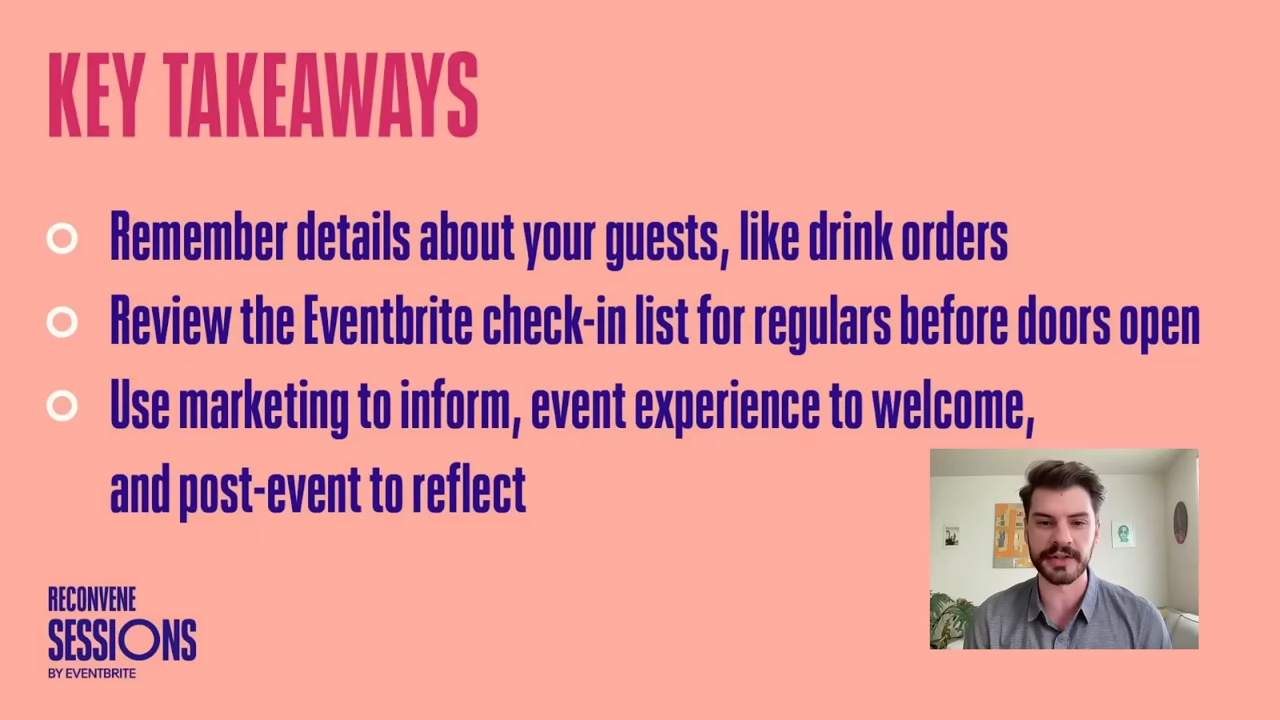 KEY TAKEAWAYS
Remember details about your guests, like drink orders
Review the Eventbrite check-in list for regulars before doors open
Use marketing to inform, event experience to welcome,
and post-event to reflect
RECONVENE
SESSIONS
BY EVENTBRITE